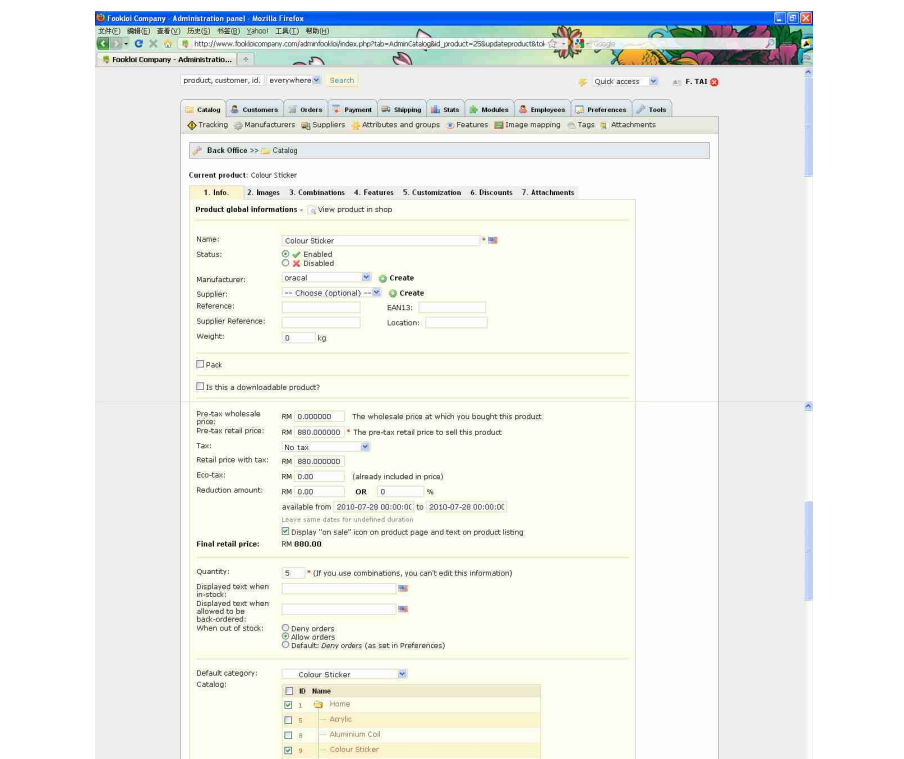 Fookloi Company - Administration panel - Mozilla Firefox
文件(F) 编辑(E) 查看(V) 历史(S) 书签(B) Yahoo! 工具(T) 帮助(H)
http://www.fookloicompany.com/adminfookloi/index.php?tab=AdminCatalog&id_product=25&updateproduct&tok
Google
Fookloi Company - Administratio...
product, customer, id. everywhere Search
Quick access F. TAI
Catalog Customers Orders Payment Shipping Stats Modules Employees Preferences Tools
Tracking Manufacturers Suppliers Attributes and groups Features Image mapping Tags Attachments
Back Office >> Catalog
Current product: Colour Sticker
1. Info. 2. Images 3. Combinations 4. Features 5. Customization 6. Discounts 7. Attachments
Product global informations - View product in shop
Name: Colour Sticker *
Status: Enabled
Disabled
Manufacturer: oracal Create
Supplier: -- Choose (optional) -- Create
Reference: EAN13:
Supplier Reference: Location:
Weight: 0 kg
Pack
Is this a downloadable product?
Pre-tax wholesale price: RM 0.000000 The wholesale price at which you bought this product
Pre-tax retail price: RM 880.000000 * The pre-tax retail price to sell this product
Tax: No tax
Retail price with tax: RM 880.000000
Eco-tax: RM 0.00 (already included in price)
Reduction amount: RM 0.00 OR 0 %
available from 2010-07-28 00:00:0( to 2010-07-28 00:00:0(
Leave same dates for undefined duration
Display "on sale" icon on product page and text on product listing
Final retail price: RM 880.00
Quantity: 5 * (If you use combinations, you can't edit this information)
Displayed text when in-stock:
Displayed text when allowed to be back-ordered:
When out of stock: Deny orders
Allow orders
Default: Deny orders (as set in Preferences)
Default category: Colour Sticker
Catalog:
ID Name
1 Home
5 Acrylic
8 Aluminium Coil
9 Colour Sticker